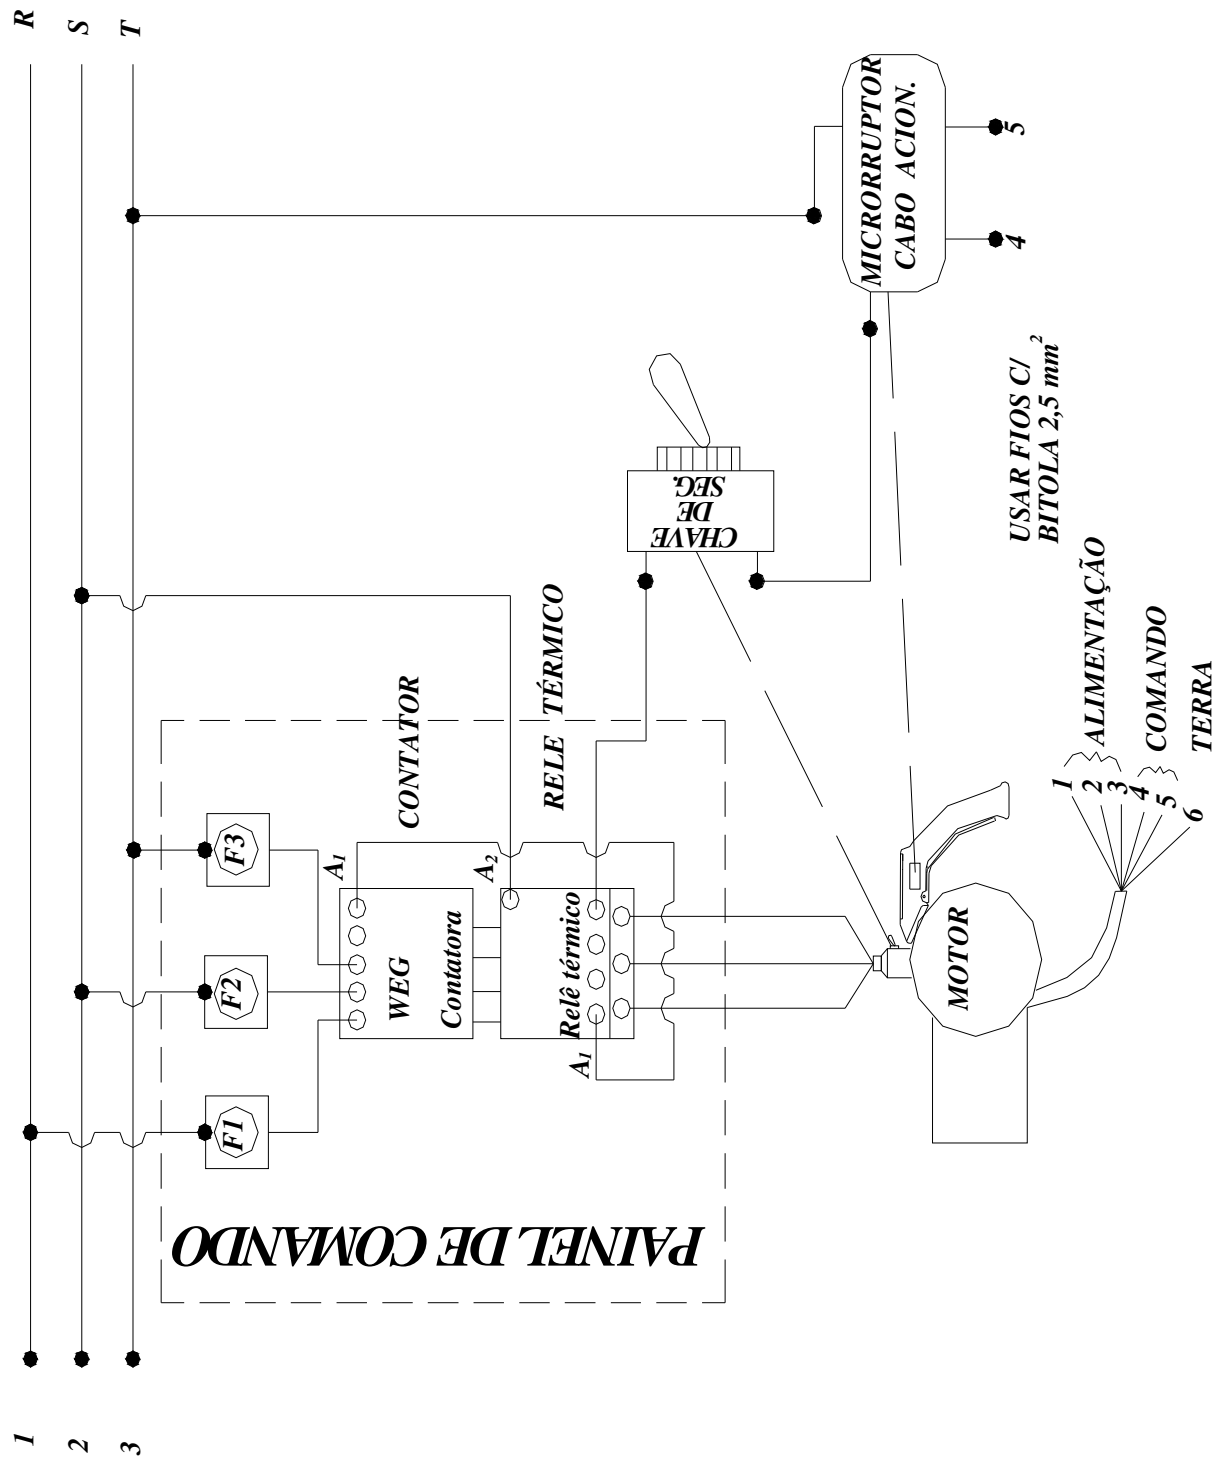 R
S
T
1
2
3
F1
F2
F3
PAINEL DE COMANDO
CONTATOR
RELE TÉRMICO
A1
A2
WEG
Contatora
Relê térmico
A1
CHAVE
DE
SEG.
MICRORRUPTOR
CABO ACION.
4
5
MOTOR
USAR FIOS C/
BITOLA 2,5 mm²
1
2
3
4
5
6
ALIMENTAÇÃO
COMANDO
TERRA